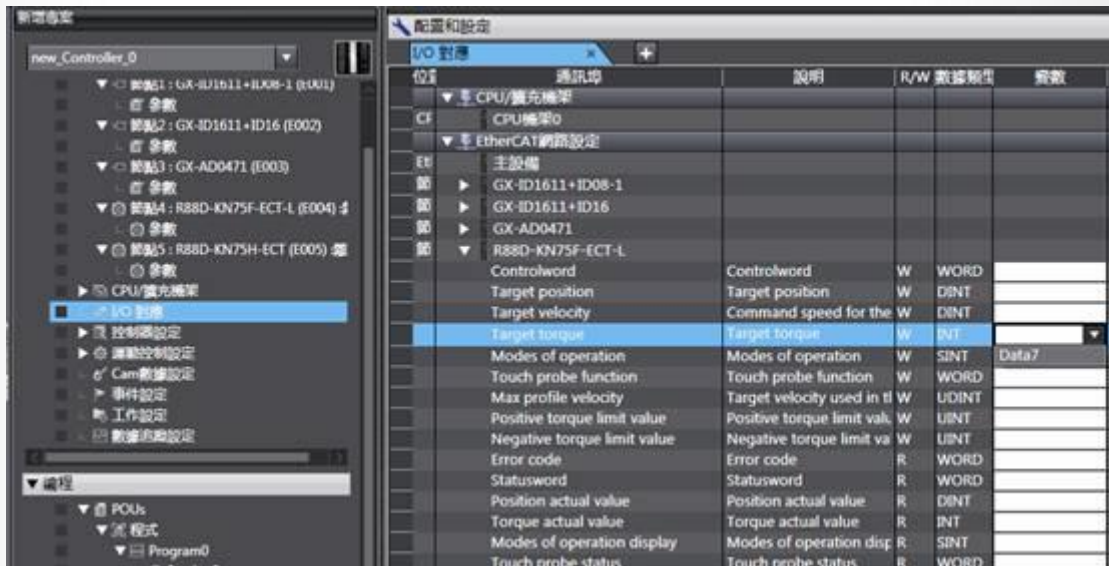 新增專案
new_Controller_0
節點1 : GX-ID1611+ID08-1 (E001)
參數
節點2 : GX-ID1611+ID16 (E002)
參數
節點3 : GX-AD0471 (E003)
參數
節點4 : R88D-KN75F-ECT-L (E004) :
參數
節點5 : R88D-KN75H-ECT (E005) :
參數
CPU/擴充機架
I/O 對應
控制器設定
運動控制設定
Cam數據設定
事件設定
工作設定
數據追蹤設定
編程
POUs
程式
Program0
配置和設定
I/O 對應
位置 通訊埠 說明 R/W 數據類型 變數
CPU/擴充機架
CPU機架0
EtherCAT網路設定
主設備
節 GX-ID1611+ID08-1
節 GX-ID1611+ID16
節 GX-AD0471
節 R88D-KN75F-ECT-L
Controlword Controlword W WORD
Target position Target position W DINT
Target velocity Command speed for the W DINT
Target torque Target torque W INT
Modes of operation Modes of operation W SINT Data7
Touch probe function Touch probe function W WORD
Max profile velocity Target velocity used in W UDINT
Positive torque limit value Positive torque limit W UINT
Negative torque limit value Negative torque limit va W UINT
Error code Error code R WORD
Statusword Statusword R WORD
Position actual value Position actual value R DINT
Torque actual value Torque actual value R INT
Modes of operation display Modes of operation disp R SINT
Touch probe status Touch probe status R WORD